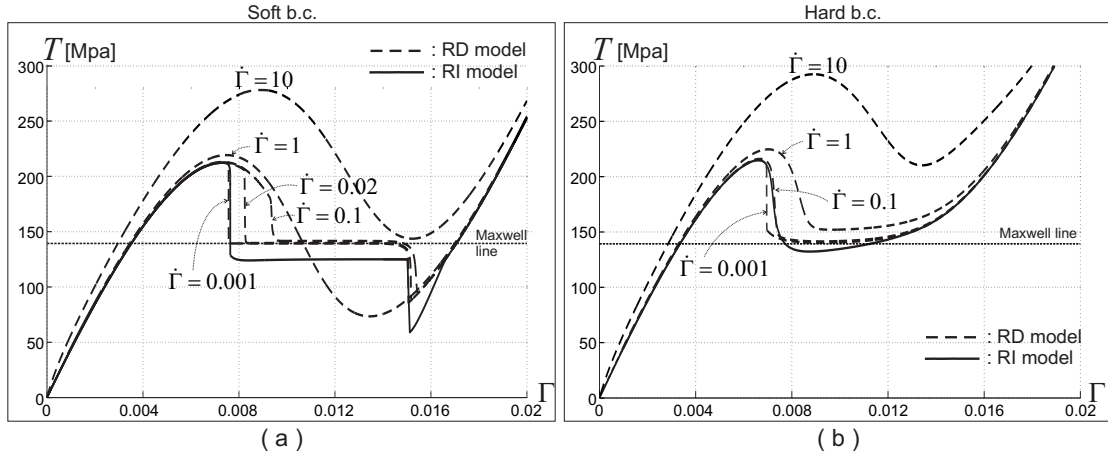 Soft b.c.
T [Mpa]
- - - : RD model
—— : RI model
300
250
200
150
100
50
0
Γ̇ = 10
Γ̇ = 1
Γ̇ = 0.02
Γ̇ = 0.1
Γ̇ = 0.001
Maxwell
line
0 0.004 0.008 0.012 0.016 0.02
Γ
( a )
Hard b.c.
T [Mpa]
300
250
200
150
100
50
0
Γ̇ = 10
Γ̇ = 1
Γ̇ = 0.1
Γ̇ = 0.001
Maxwell
line
- - - : RD model
—— : RI model
0 0.004 0.008 0.012 0.016 0.02
Γ
( b )